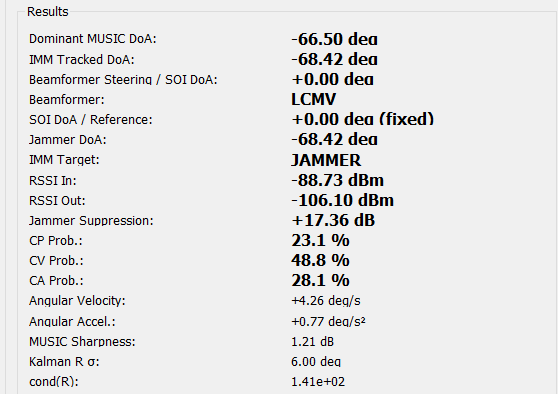 Results
Dominant MUSIC DoA: -66.50 deg
IMM Tracked DoA: -68.42 deg
Beamformer Steering / SOI DoA: +0.00 deg
Beamformer: LCMV
SOI DoA / Reference: +0.00 deg (fixed)
Jammer DoA: -68.42 deg
IMM Target: JAMMER
RSSI In: -88.73 dBm
RSSI Out: -106.10 dBm
Jammer Suppression: +17.36 dB
CP Prob.: 23.1 %
CV Prob.: 48.8 %
CA Prob.: 28.1 %
Angular Velocity: +4.26 deg/s
Angular Accel.: +0.77 deg/s²
MUSIC Sharpness: 1.21 dB
Kalman R σ: 6.00 deg
cond(R): 1.41e+02